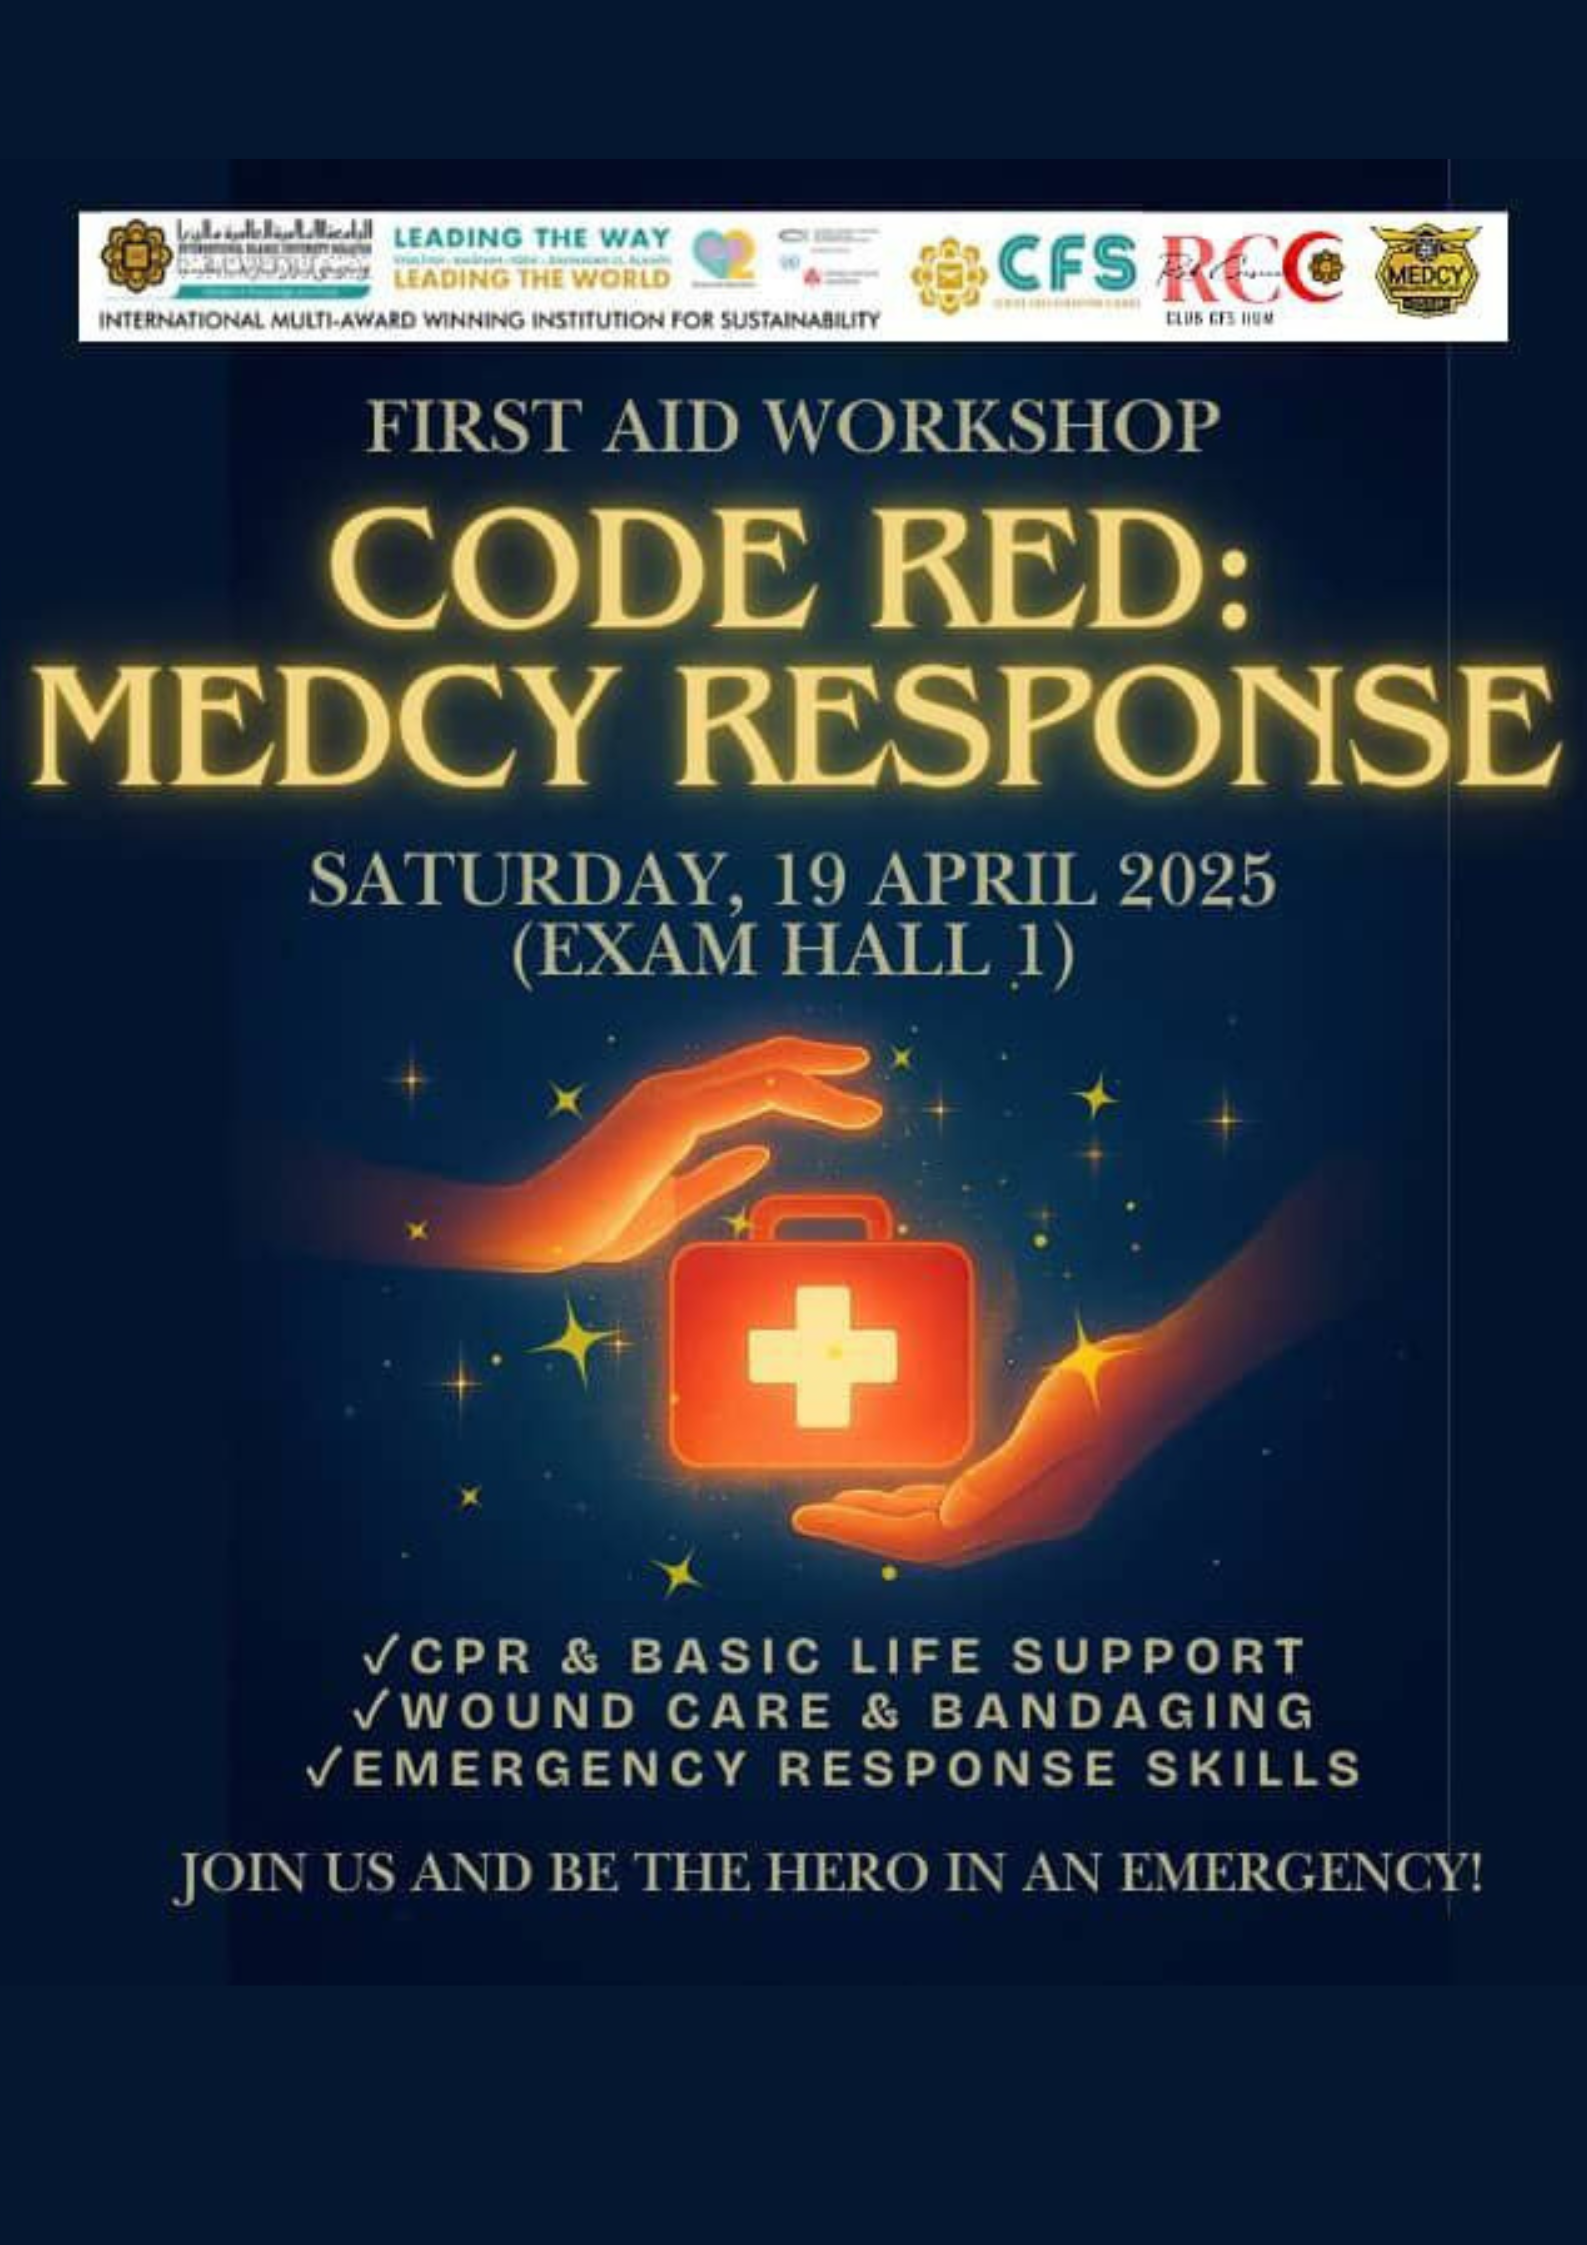 LEADING THE WAY
LEADING THE WORLD
INTERNATIONAL MULTI-AWARD WINNING INSTITUTION FOR SUSTAINABILITY
CFS
RCC
CLUB CFS IIUM
MEDCY
FIRST AID WORKSHOP
CODE RED:
MEDCY RESPONSE
SATURDAY, 19 APRIL 2025
(EXAM HALL 1)
✓CPR & BASIC LIFE SUPPORT
✓WOUND CARE & BANDAGING
✓EMERGENCY RESPONSE SKILLS
JOIN US AND BE THE HERO IN AN EMERGENCY!